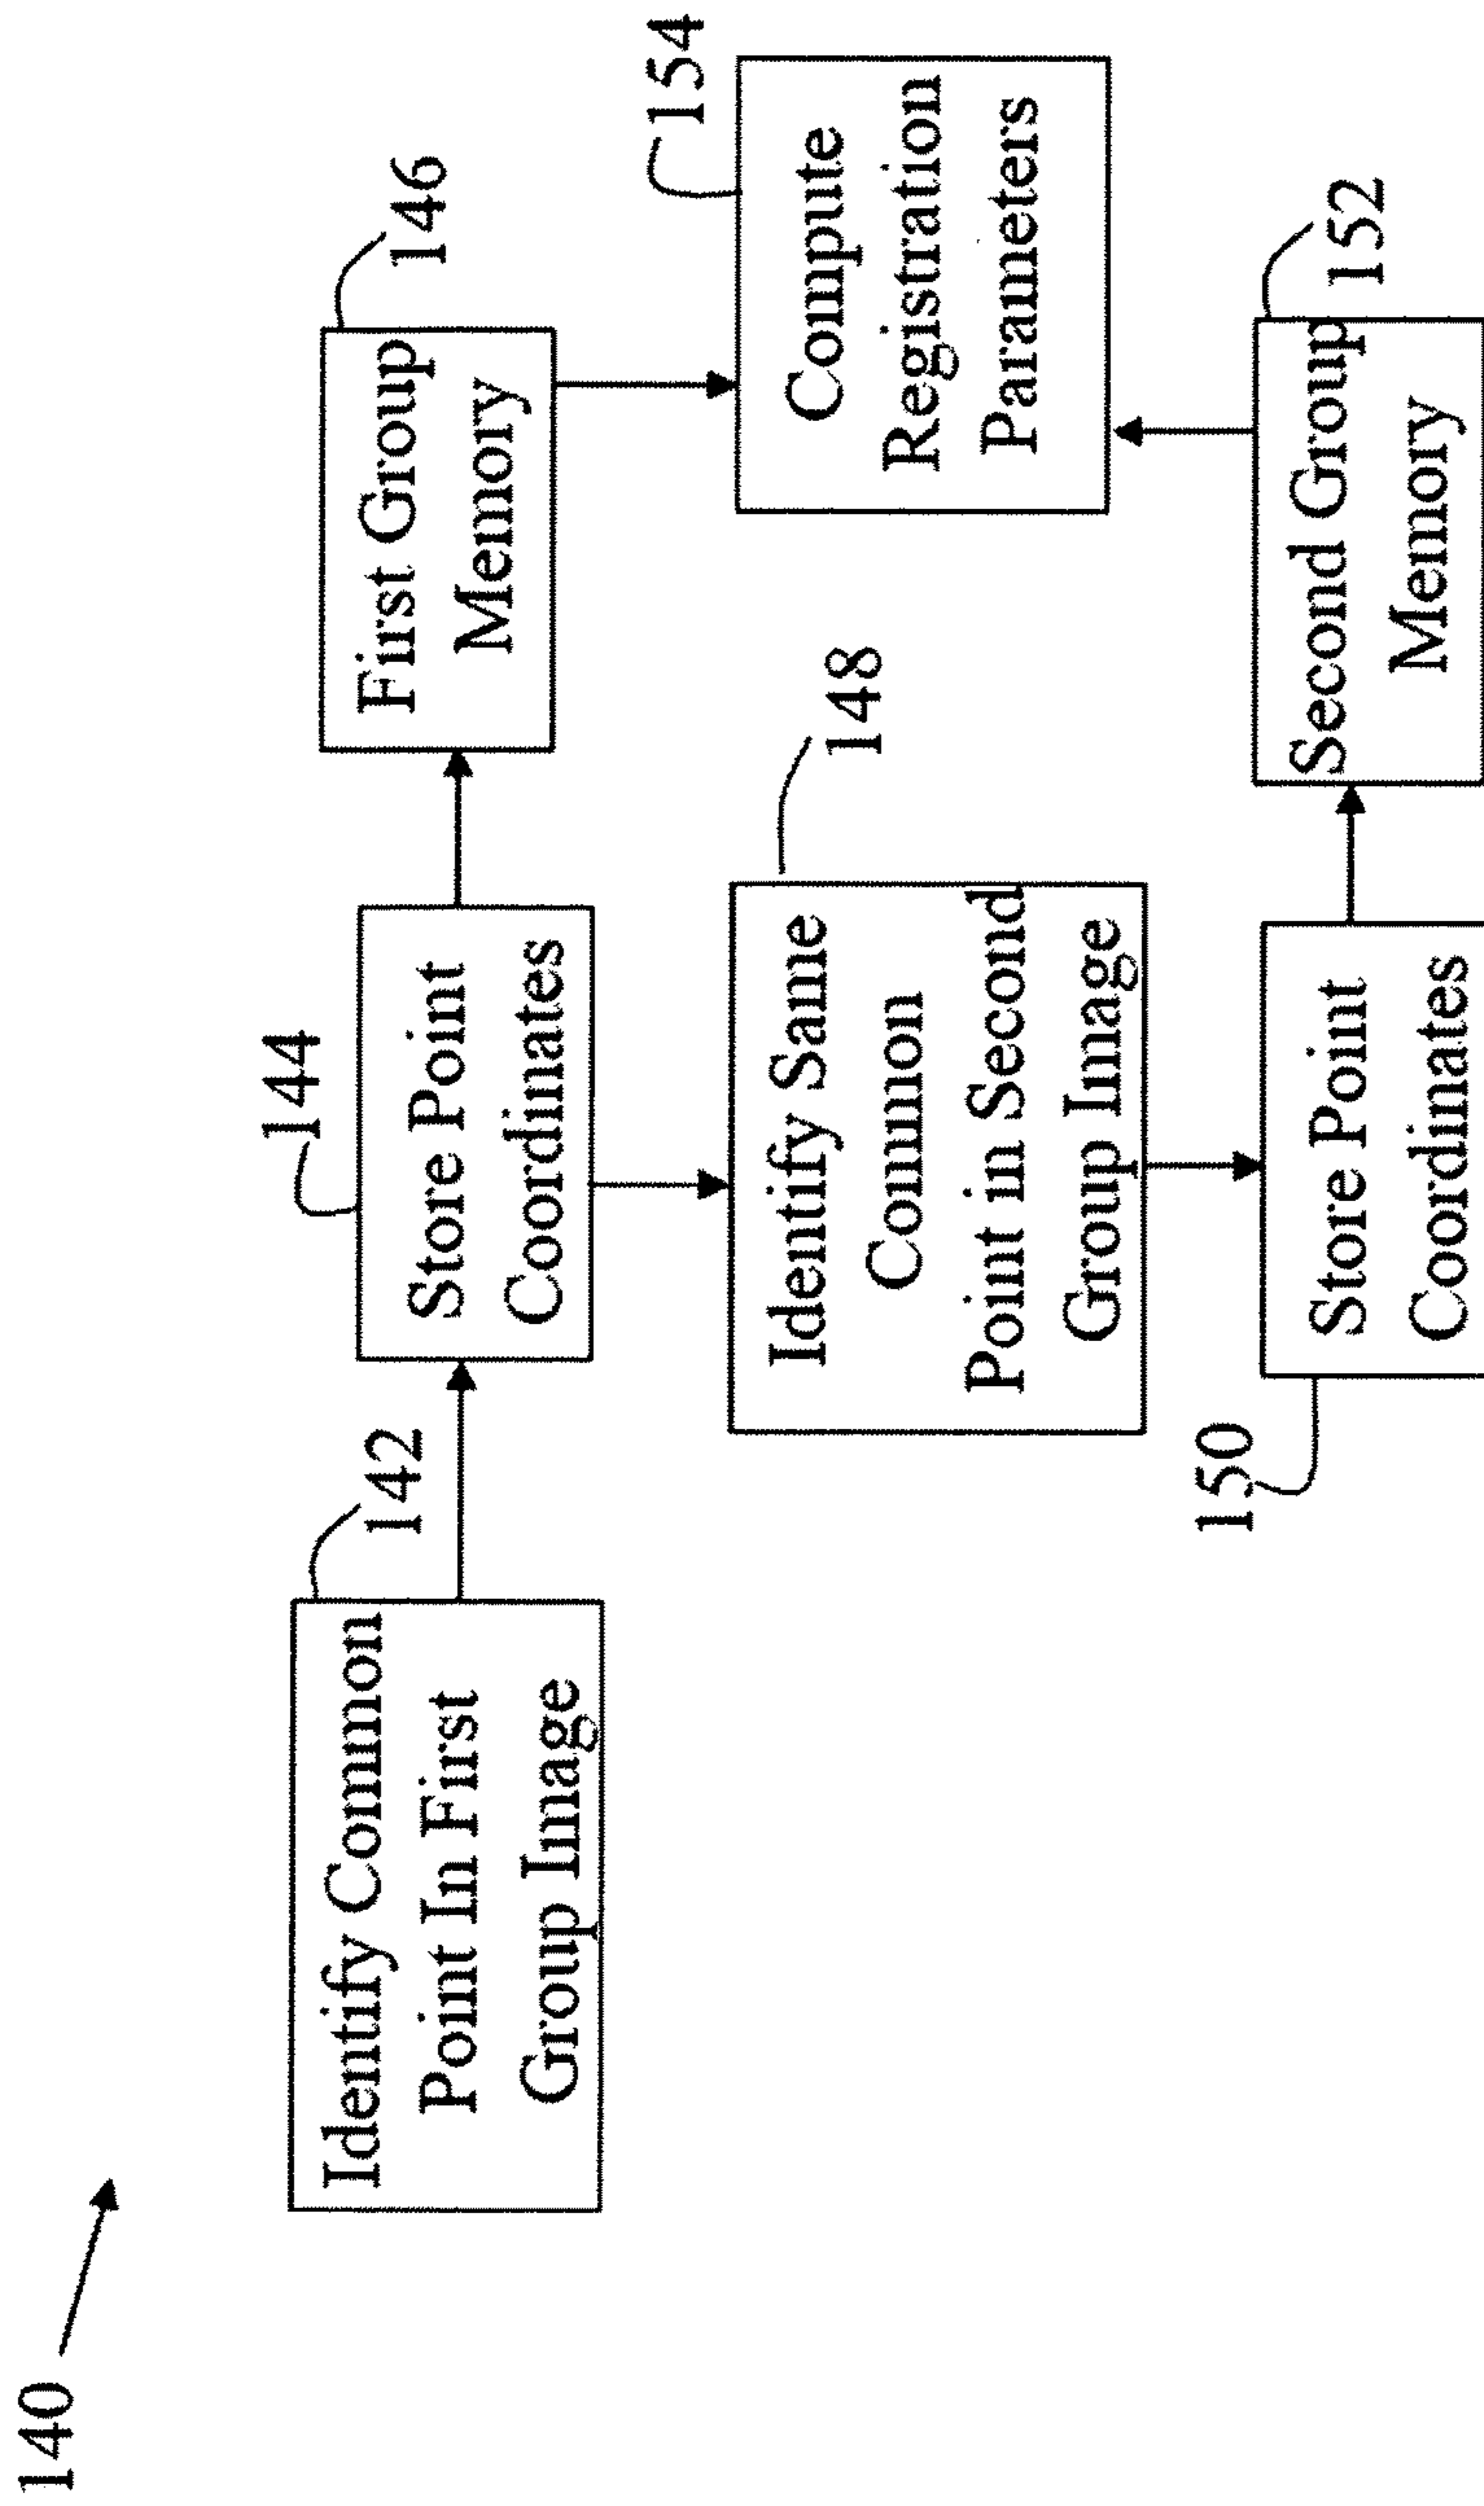 140
Identify Common
Point In First
Group Image
142
144
Store Point
Coordinates
First Group
Memory
146
Identify Same
Common
Point in Second
Group Image
148
150
Store Point
Coordinates
Second Group
Memory
152
Compute
Registration
Parameters
154